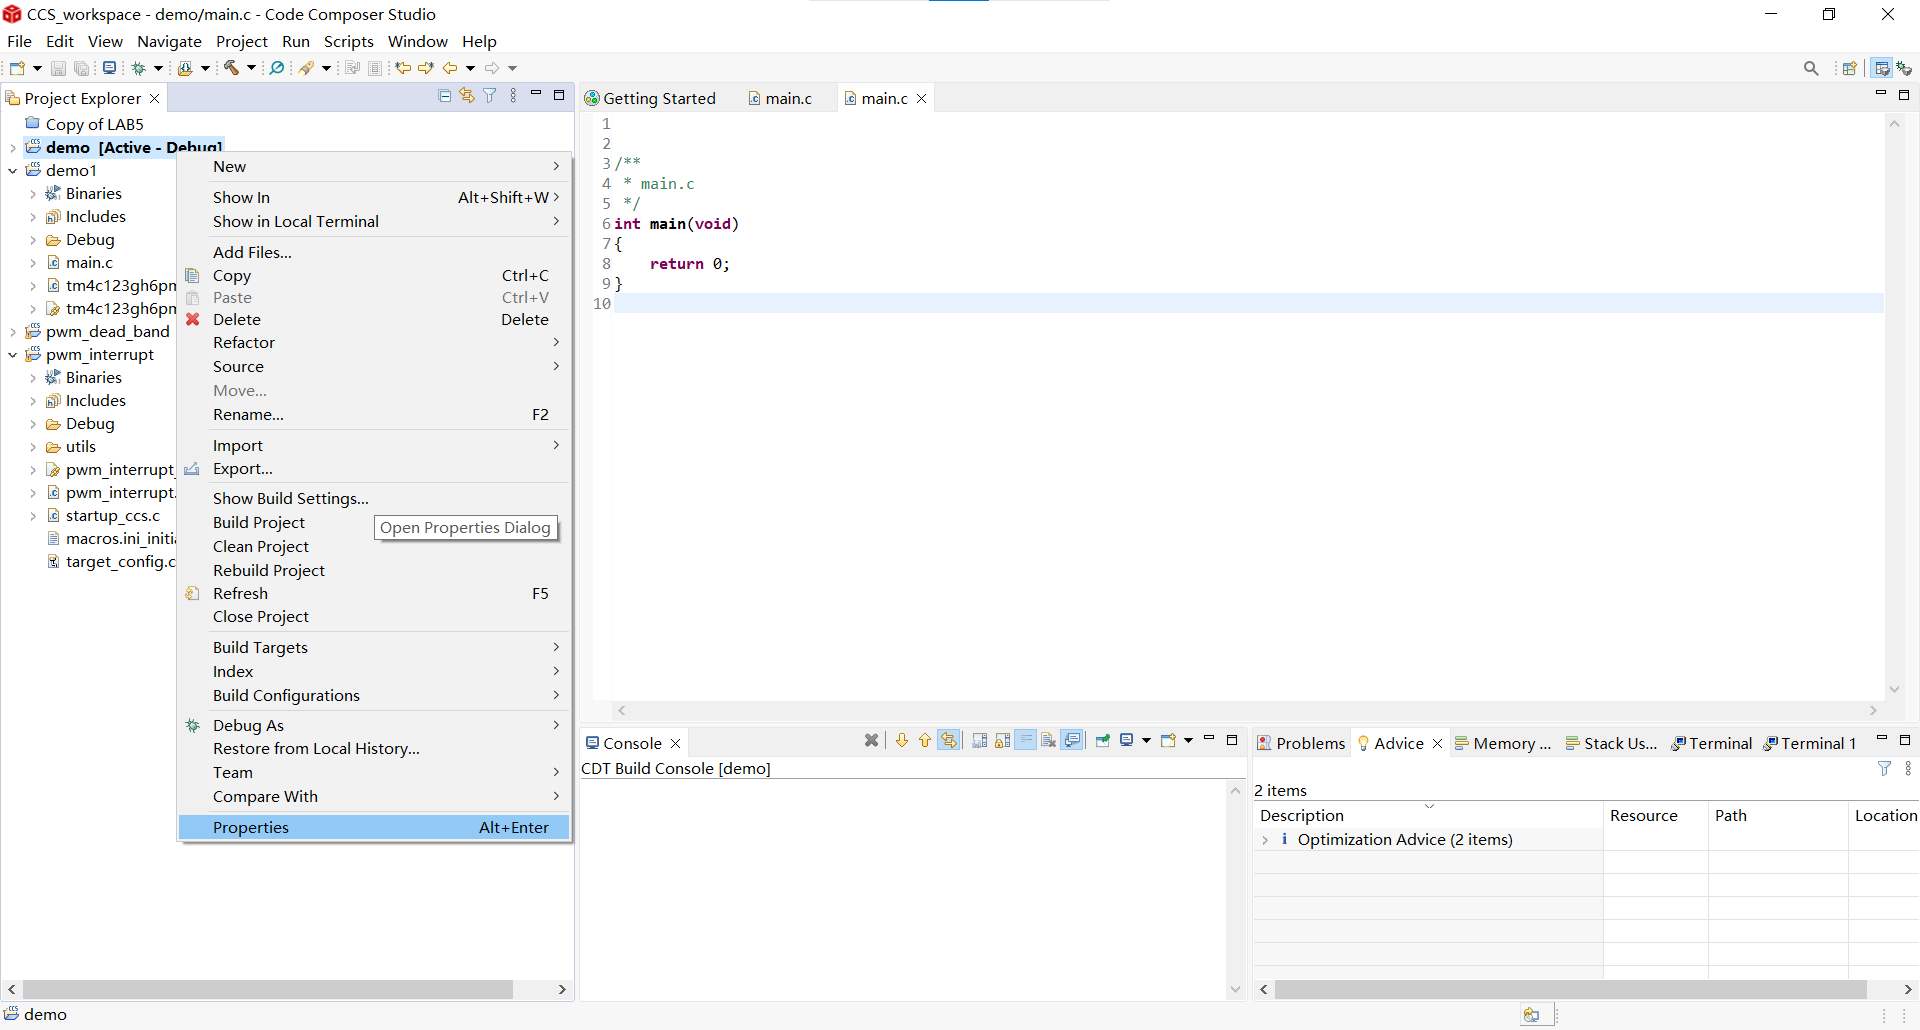 CCS_workspace - demo/main.c - Code Composer Studio
File Edit View Navigate Project Run Scripts Window Help
Project Explorer
Copy of LAB5
demo [Active - Debug]
demo1
Binaries
Includes
Debug
main.c
tm4c123gh6pm
tm4c123gh6pm
pwm_dead_band
pwm_interrupt
Binaries
Includes
Debug
utils
pwm_interrupt_
pwm_interrupt.
startup_ccs.c
macros.ini_initia
target_config.c
New
Show In Alt+Shift+W
Show in Local Terminal
Add Files...
Copy Ctrl+C
Paste Ctrl+V
Delete Delete
Refactor
Source
Move...
Rename... F2
Import
Export...
Show Build Settings...
Build Project
Open Properties Dialog
Clean Project
Rebuild Project
Refresh F5
Close Project
Build Targets
Index
Build Configurations
Debug As
Restore from Local History...
Team
Compare With
Properties Alt+Enter
Getting Started main.c main.c
1
2
3 /**
4 * main.c
5 */
6 int main(void)
7 {
8 return 0;
9 }
10
Console
CDT Build Console [demo]
Problems Advice Memory ... Stack Us... Terminal Terminal 1
2 items
Description Resource Path Location
i Optimization Advice (2 items)
demo